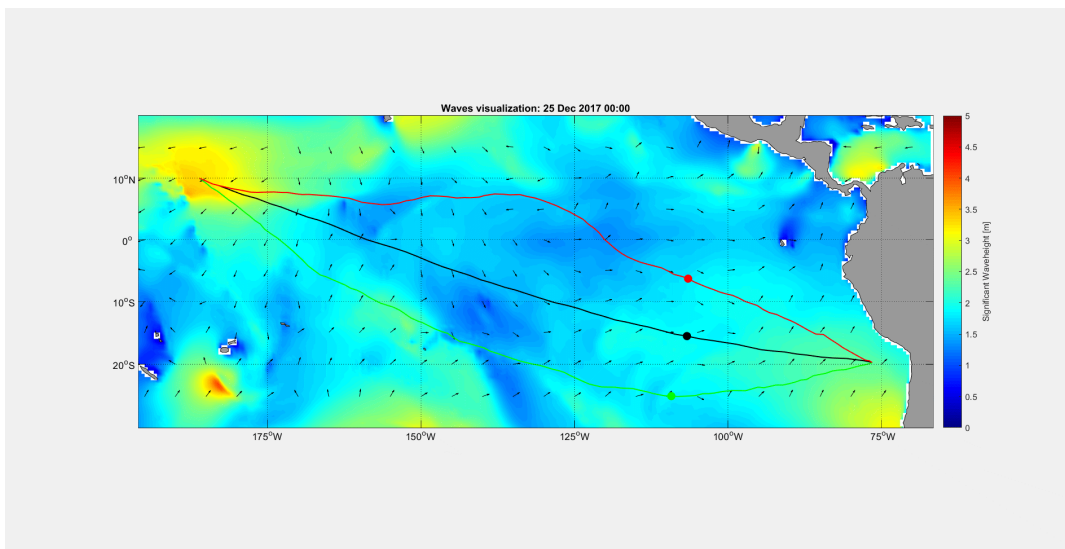 Waves visualization: 25 Dec 2017 00:00
10°N
0°
10°S
20°S
175°W
150°W
125°W
100°W
75°W
5
4.5
4
3.5
3
2.5
2
1.5
1
0.5
0
Significant Waveheight [m]